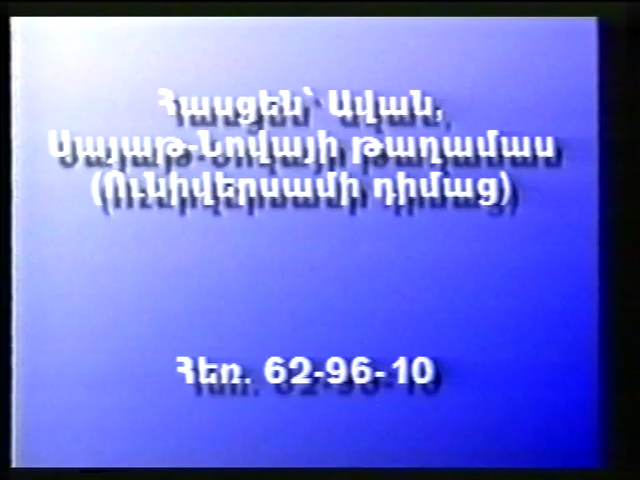 Հասցեն՝ Ավան,
Սայաթ-Նովայի թաղամաս
(Ունիվերսամի դիմաց)
Հեռ. 62-96-10